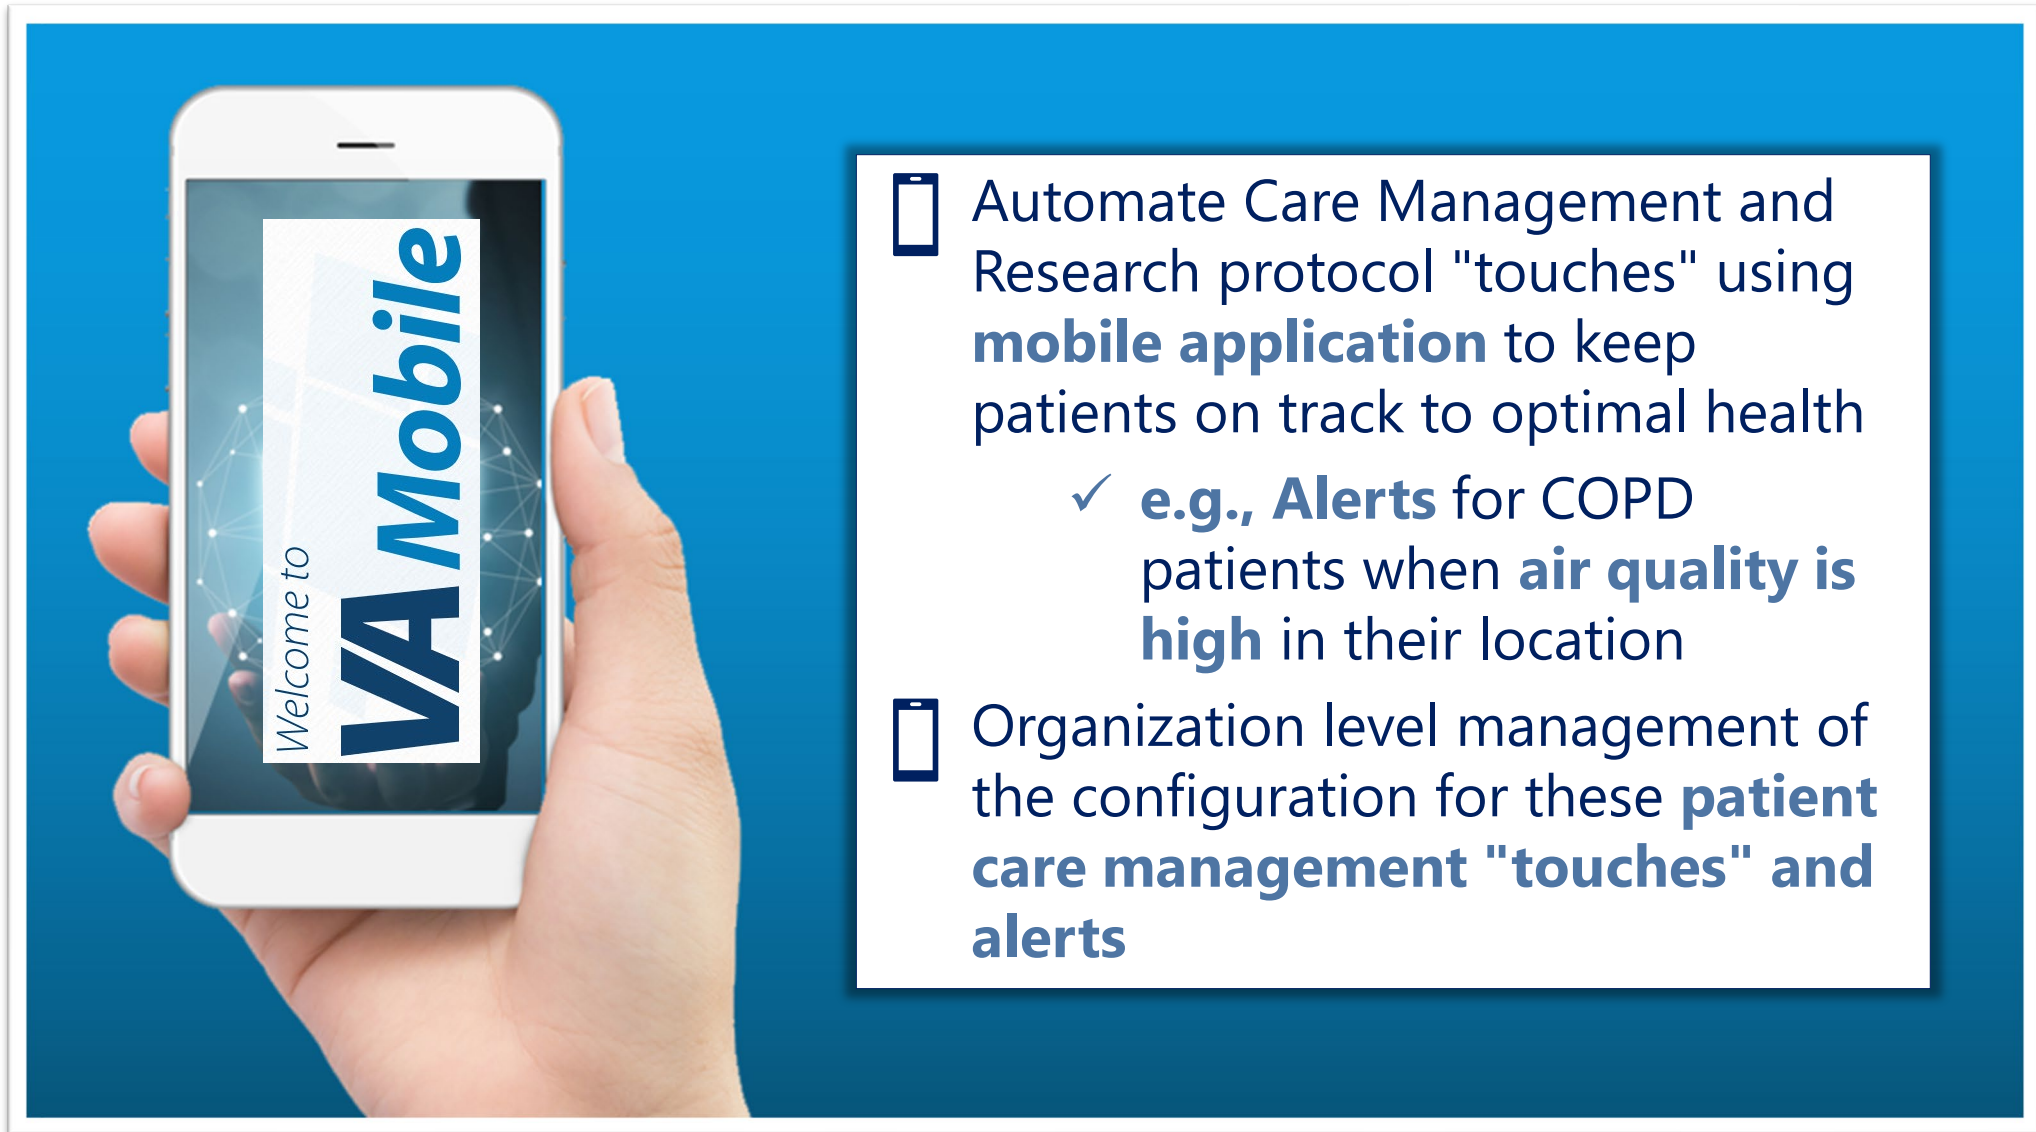 Welcome to
VA Mobile
Automate Care Management and
Research protocol "touches" using
mobile application to keep
patients on track to optimal health
✓ e.g., Alerts for COPD
patients when air quality is
high in their location
Organization level management of
the configuration for these patient
care management "touches" and
alerts